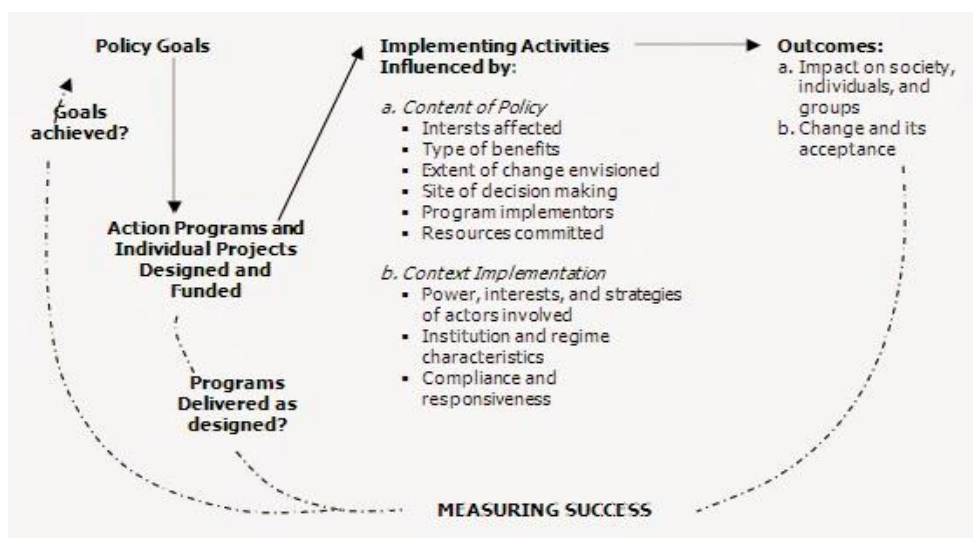 Policy Goals
Goals
achieved?
Action Programs and
Individual Projects
Designed and
Funded
Programs
Delivered as
designed?
Implementing Activities
Influenced by:
a. Content of Policy
▪ Intersts affected
▪ Type of benefits
▪ Extent of change envisioned
▪ Site of decision making
▪ Program implementors
▪ Resources committed
b. Context Implementation
▪ Power, interests, and strategies
of actors involved
▪ Institution and regime
characteristics
▪ Compliance and
responsiveness
Outcomes:
a. Impact on society,
individuals, and
groups
b. Change and its
acceptance
MEASURING SUCCESS